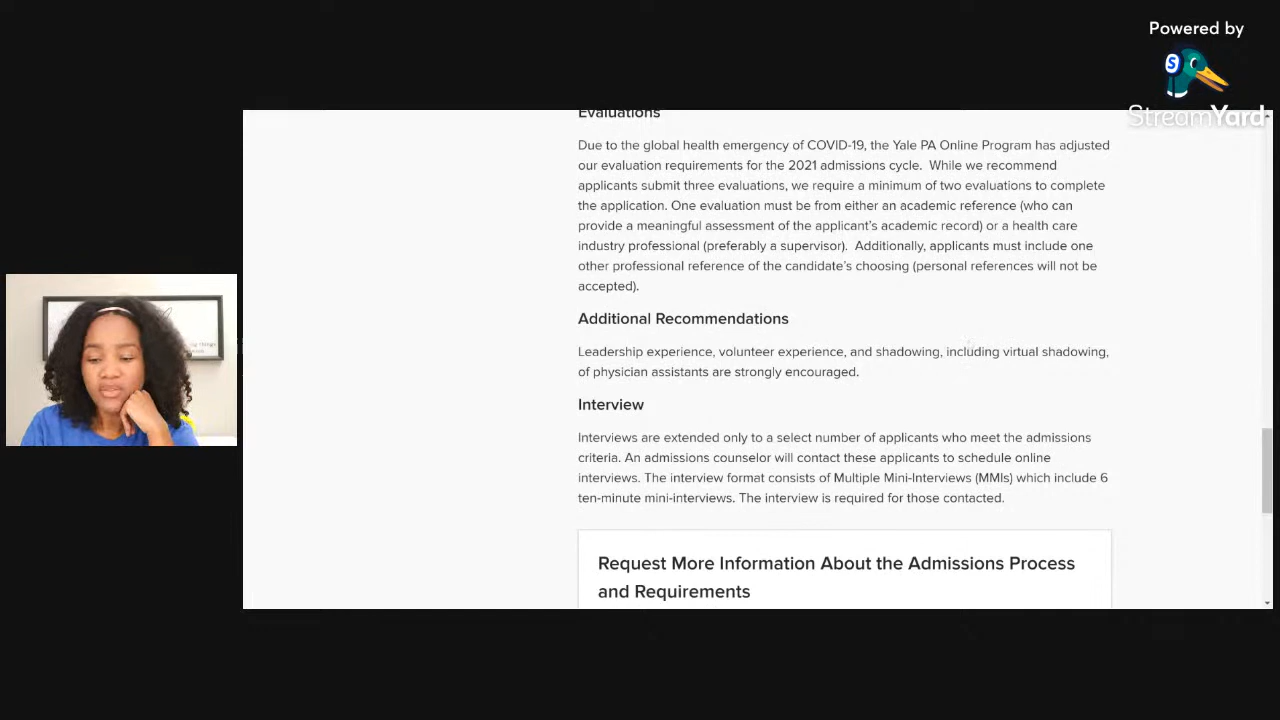 Powered by
StreamYard
Evaluations
Due to the global health emergency of COVID-19, the Yale PA Online Program has adjusted
our evaluation requirements for the 2021 admissions cycle.  While we recommend
applicants submit three evaluations, we require a minimum of two evaluations to complete
the application. One evaluation must be from either an academic reference (who can
provide a meaningful assessment of the applicant's academic record) or a health care
industry professional (preferably a supervisor).  Additionally, applicants must include one
other professional reference of the candidate's choosing (personal references will not be
accepted).
Additional Recommendations
Leadership experience, volunteer experience, and shadowing, including virtual shadowing,
of physician assistants are strongly encouraged.
Interview
Interviews are extended only to a select number of applicants who meet the admissions
criteria. An admissions counselor will contact these applicants to schedule online
interviews. The interview format consists of Multiple Mini-Interviews (MMIs) which include 6
ten-minute mini-interviews. The interview is required for those contacted.
Request More Information About the Admissions Process
and Requirements